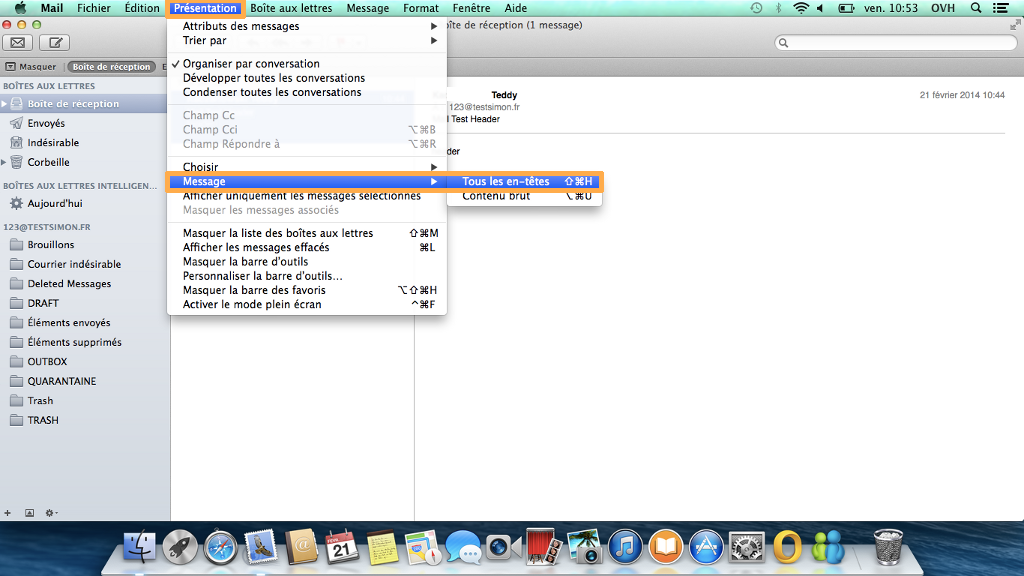 Mail Fichier Édition Présentation Boîte aux lettres Message Format Fenêtre Aide ven. 10:53 OVH
oîte de réception (1 message)
Masquer Boîte de réception
BOÎTES AUX LETTRES
Boîte de réception
Envoyés
Indésirable
Corbeille
BOÎTES AUX LETTRES INTELLIGEN...
Aujourd'hui
123@TESTSIMON.FR
Brouillons
Courrier indésirable
Deleted Messages
DRAFT
Éléments envoyés
Éléments supprimés
OUTBOX
QUARANTAINE
Trash
TRASH
Attributs des messages
Trier par
✓ Organiser par conversation
Développer toutes les conversations
Condenser toutes les conversations
Champ Cc
Champ Cci ⌥⌘B
Champ Répondre à ⌥⌘R
Choisir
Message
Afficher uniquement les messages sélectionnés
Masquer les messages associés
Masquer la liste des boîtes aux lettres ⇧⌘M
Afficher les messages effacés ⌘L
Masquer la barre d'outils
Personnaliser la barre d'outils...
Masquer la barre des favoris ⌥⇧⌘H
Activer le mode plein écran ^⌘F
Tous les en-têtes ⇧⌘H
Contenu brut ⌥⌘U
Teddy 21 février 2014 10:44
123@testsimon.fr
Test Header
der
21